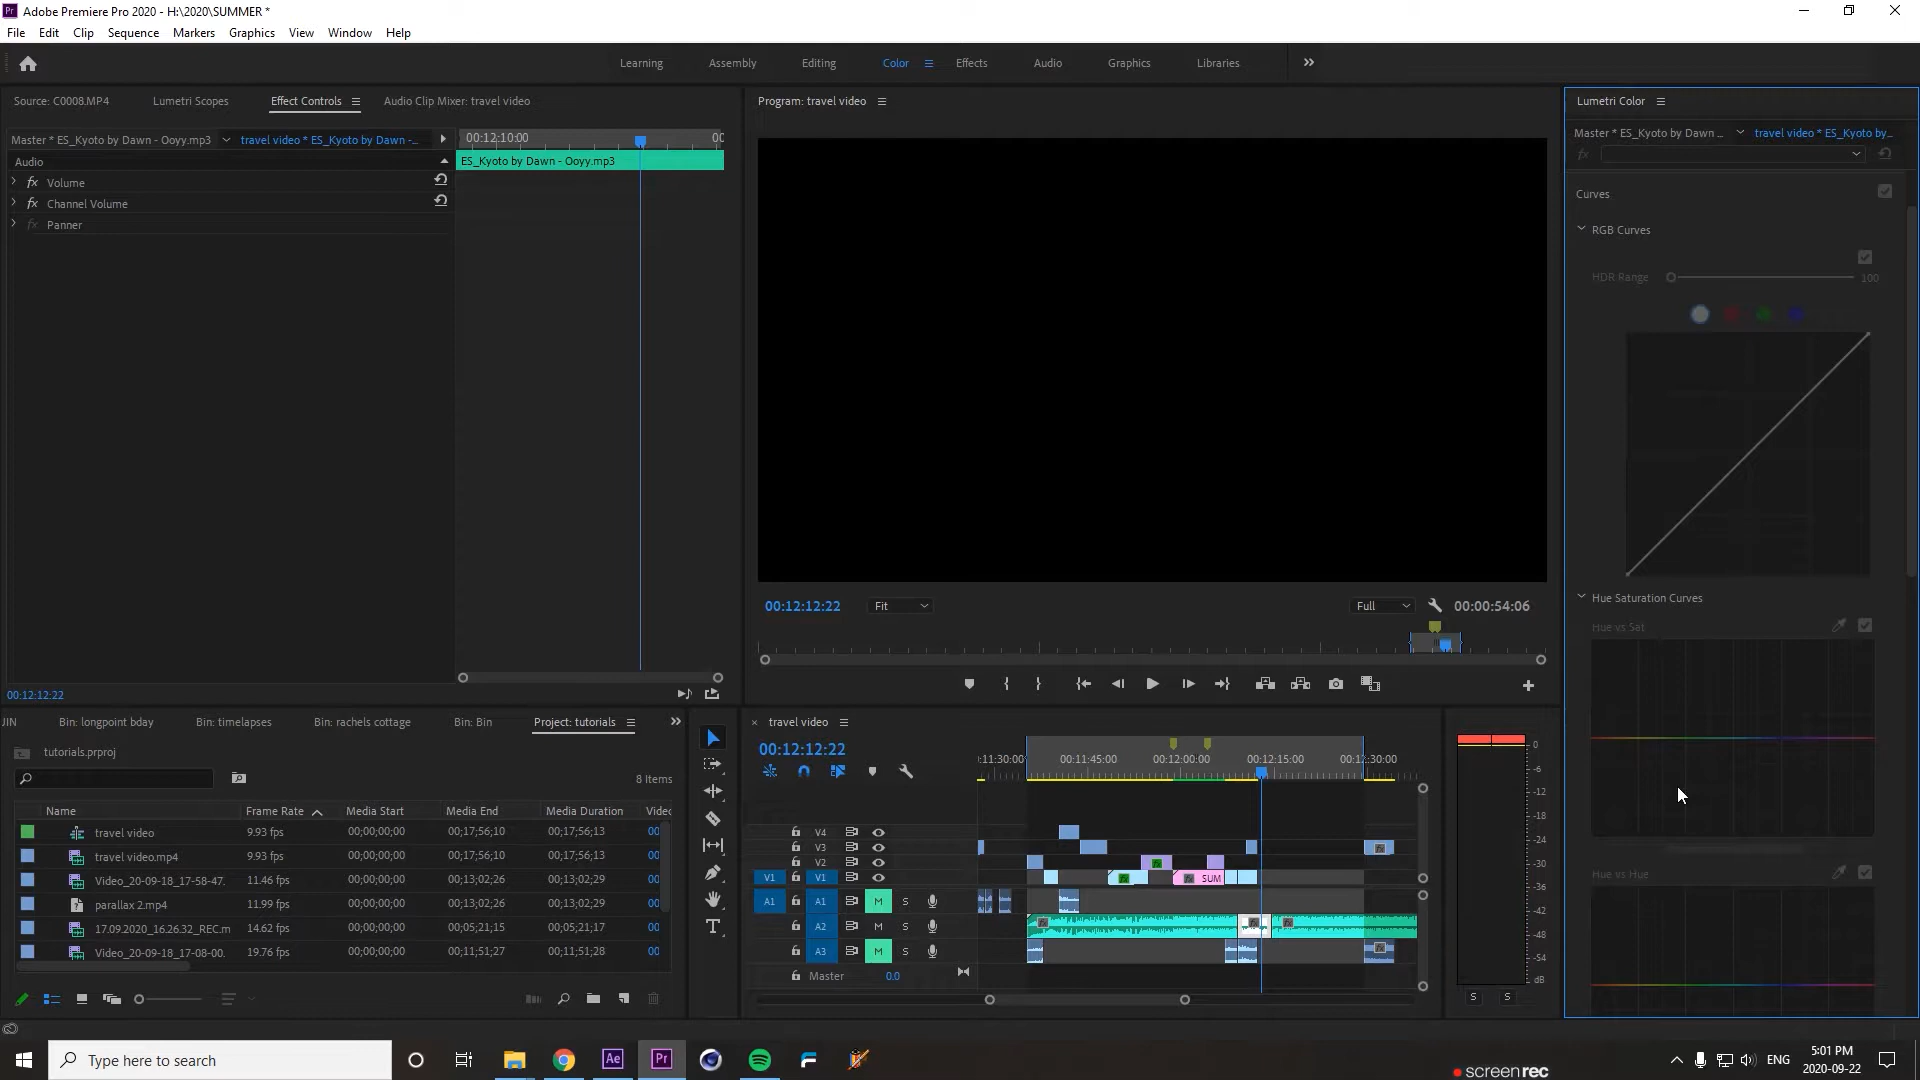 Adobe Premiere Pro 2020 - H:\2020\SUMMER *
File Edit Clip Sequence Markers Graphics View Window Help
Learning Assembly Editing Color Effects Audio Graphics Libraries
Source: C0008.MP4 Lumetri Scopes Effect Controls Audio Clip Mixer: travel video
Master * ES_Kyoto by Dawn - Ooyy.mp3 travel video * ES_Kyoto by Dawn -...
00:12:10:00 00
Audio
ES_Kyoto by Dawn - Ooyy.mp3
fx Volume
fx Channel Volume
fx Panner
00:12:12:22
Program: travel video
00:12:12:22 Fit Full 00:00:54:06
Lumetri Color
Master * ES_Kyoto by Dawn ... travel video * ES_Kyoto by...
fx
Curves
RGB Curves
HDR Range 100
Hue Saturation Curves
Hue vs Sat
Hue vs Hue
JIN Bin: longpoint bday Bin: timelapses Bin: rachels cottage Bin: Bin Project: tutorials
tutorials.prproj
8 Items
Name Frame Rate Media Start Media End Media Duration Video
travel video 9.93 fps 00;00;00;00 00;17;56;10 00;17;56;13 00
travel video.mp4 9.93 fps 00;00;00;00 00;17;56;10 00;17;56;13 00
Video_20-09-18_17-58-47. 11.46 fps 00;00;00;00 00;13;02;26 00;13;02;29 00
parallax 2.mp4 11.99 fps 00;00;00;00 00;13;02;26 00;13;02;29 00
17.09.2020_16.26.32_REC.m 14.62 fps 00;00;00;00 00;05;21;15 00;05;21;17 00
Video_20-09-18_17-08-00. 19.76 fps 00;00;00;00 00;11;51;27 00;11;51;28 00
travel video
00:12:12:22
:11:30:00 00:11:45:00 00:12:00:00 00:12:15:00 00:12:30:00
V4
V3
V2
V1 V1 SUM
A1 A1 M S
A2 M S
A3 M S
Master 0.0
0
-6
-12
-18
-24
-30
-36
-42
-48
-54
dB
S S
Type here to search
Ae Pr
ENG
5:01 PM
2020-09-22
screenrec